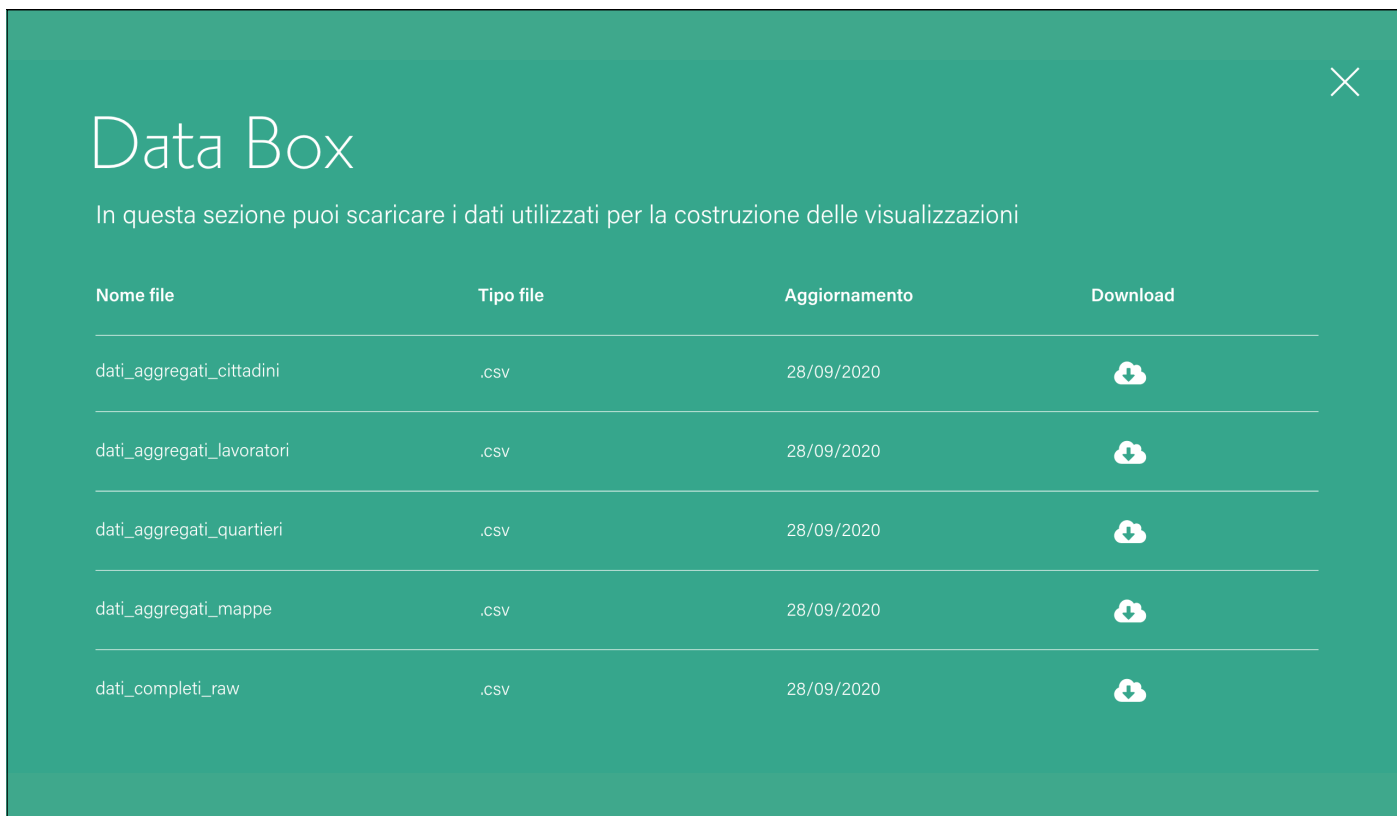 Data Box
In questa sezione puoi scaricare i dati utilizzati per la costruzione delle visualizzazioni
Nome file Tipo file Aggiornamento Download
dati_aggregati_cittadini .csv 28/09/2020
dati_aggregati_lavoratori .csv 28/09/2020
dati_aggregati_quartieri .csv 28/09/2020
dati_aggregati_mappe .csv 28/09/2020
dati_completi_raw .csv 28/09/2020